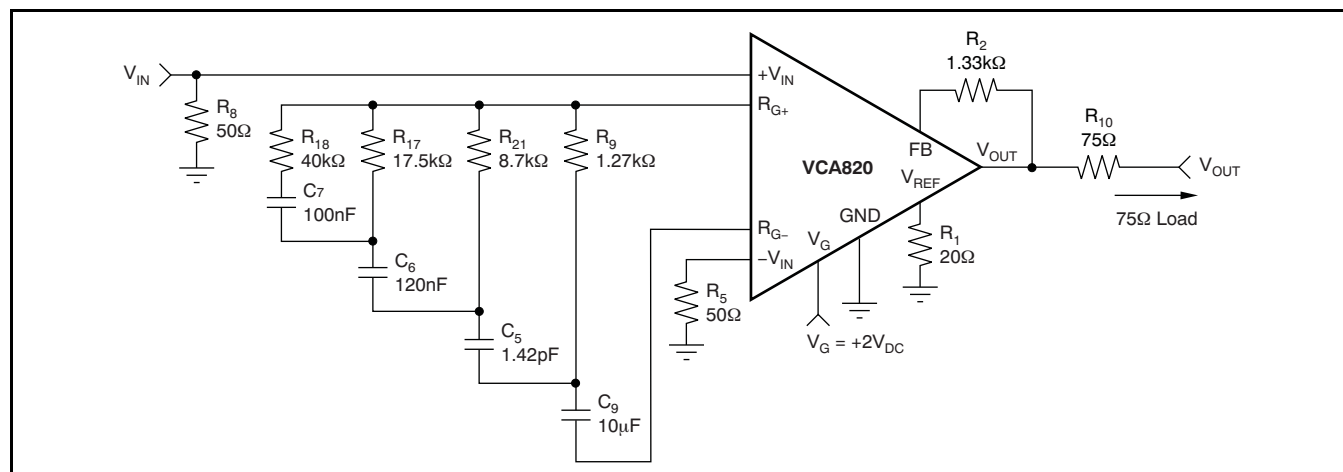 V_IN
R_8
50Ω
R_18
40kΩ
C_7
100nF
R_17
17.5kΩ
C_6
120nF
R_21
8.7kΩ
C_5
1.42pF
R_9
1.27kΩ
C_9
10μF
+V_IN
R_G+
R_G−
−V_IN
R_5
50Ω
VCA820
FB
V_OUT
V_REF
GND
V_G
V_G = +2V_DC
R_2
1.33kΩ
R_1
20Ω
R_10
75Ω
V_OUT
75Ω Load